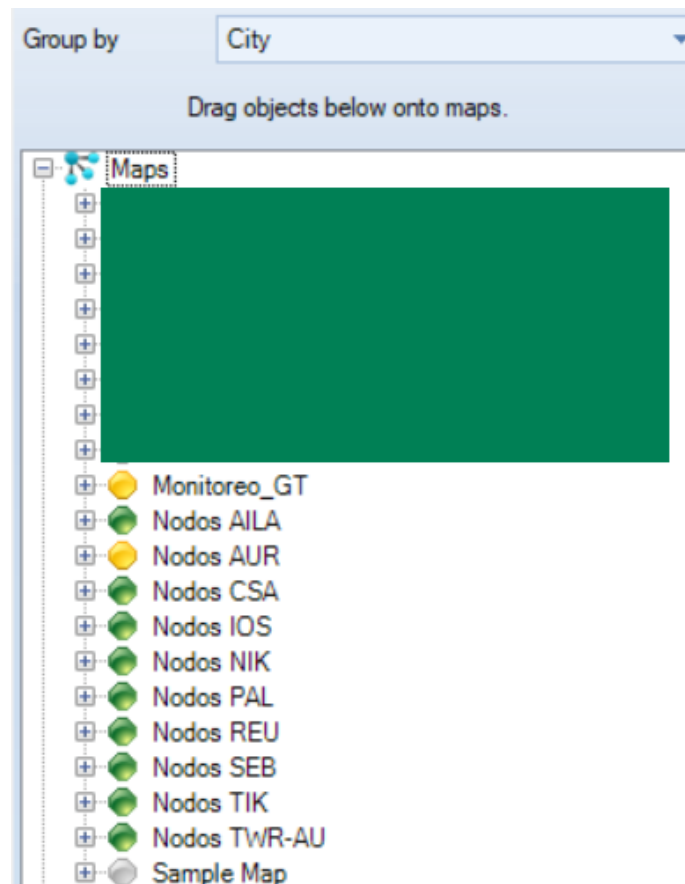 Group by City
Drag objects below onto maps.
Maps
Monitoreo_GT
Nodos AILA
Nodos AUR
Nodos CSA
Nodos IOS
Nodos NIK
Nodos PAL
Nodos REU
Nodos SEB
Nodos TIK
Nodos TWR-AU
Sample Map